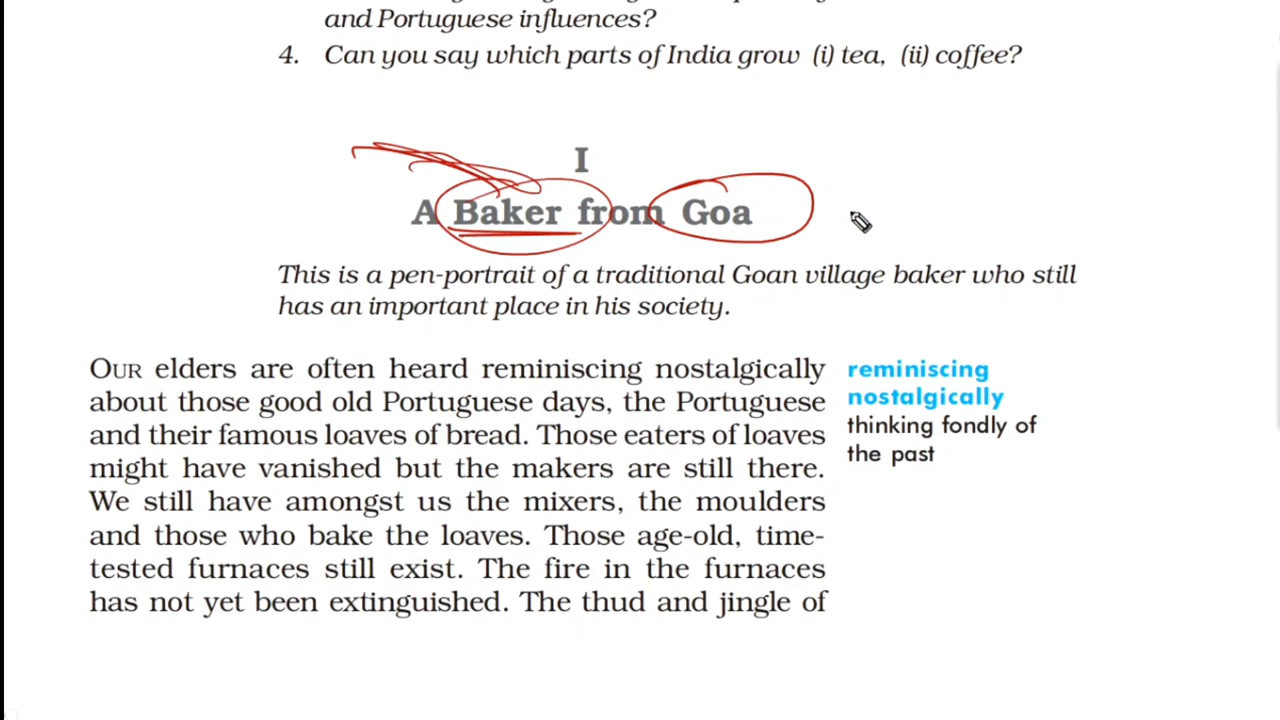 and Portuguese influences?
4. Can you say which parts of India grow (i) tea, (ii) coffee?
I
A Baker from Goa
This is a pen-portrait of a traditional Goan village baker who still
has an important place in his society.
OUR elders are often heard reminiscing nostalgically
about those good old Portuguese days, the Portuguese
and their famous loaves of bread. Those eaters of loaves
might have vanished but the makers are still there.
We still have amongst us the mixers, the moulders
and those who bake the loaves. Those age-old, time-
tested furnaces still exist. The fire in the furnaces
has not yet been extinguished. The thud and jingle of
reminiscing
nostalgically
thinking fondly of
the past